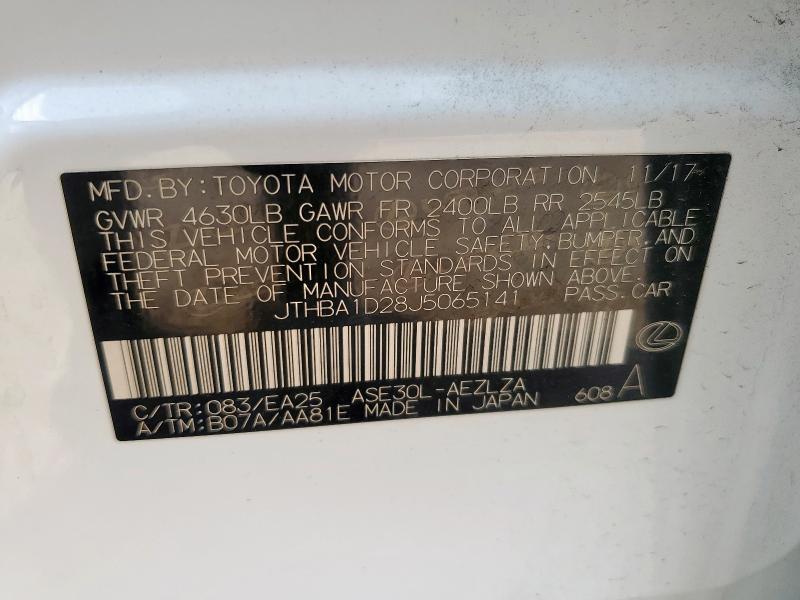 MFD. BY: TOYOTA MOTOR CORPORATION 11/17
GVWR 4630LB GAWR FR 2400LB RR 2545LB
THIS VEHICLE CONFORMS TO ALL APPLICABLE
FEDERAL MOTOR VEHICLE SAFETY, BUMPER, AND
THEFT PREVENTION STANDARDS IN EFFECT ON
THE DATE OF MANUFACTURE SHOWN ABOVE.
JTHBA1D28J5065141 PASS. CAR
C/TR: 083/EA25 ASE30L-AEZLZA
A/TM: B07A/AA81E MADE IN JAPAN 608 A